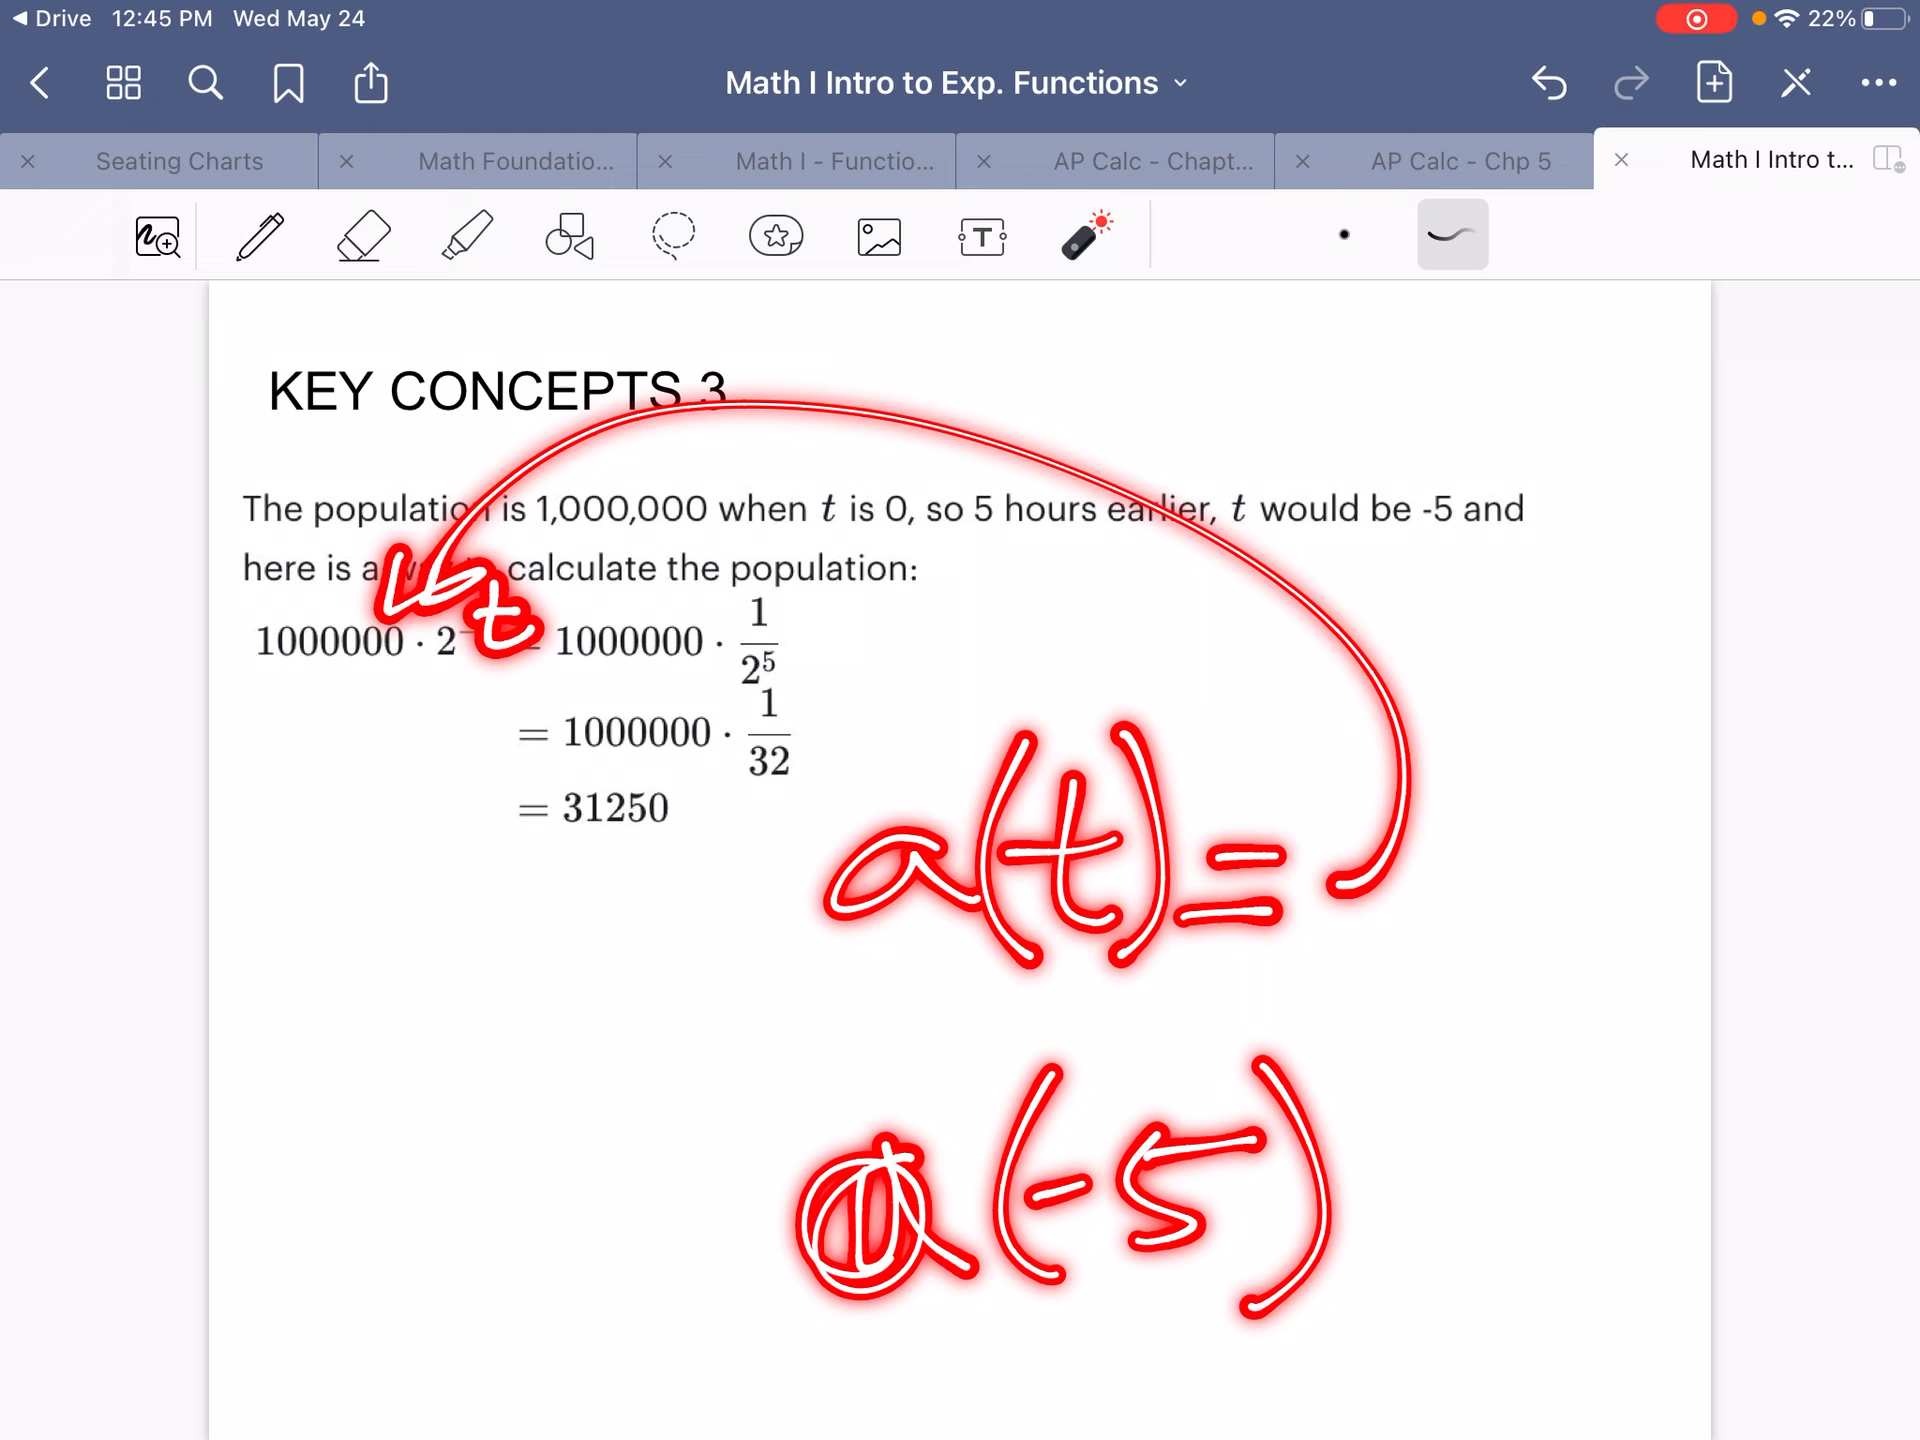 Drive 12:45 PM Wed May 24 22%
Math I Intro to Exp. Functions
Seating Charts Math Foundatio... Math I - Functio... AP Calc - Chapt... AP Calc - Chp 5 Math I Intro t...
KEY CONCEPTS 3
The population is 1,000,000 when t is 0, so 5 hours earlier, t would be -5 and
here is a calculate the population:
1000000 · 2⁻ t = 1000000 · 1/2⁵
= 1000000 · 1/32
= 31250
a(t) =
a(-5)